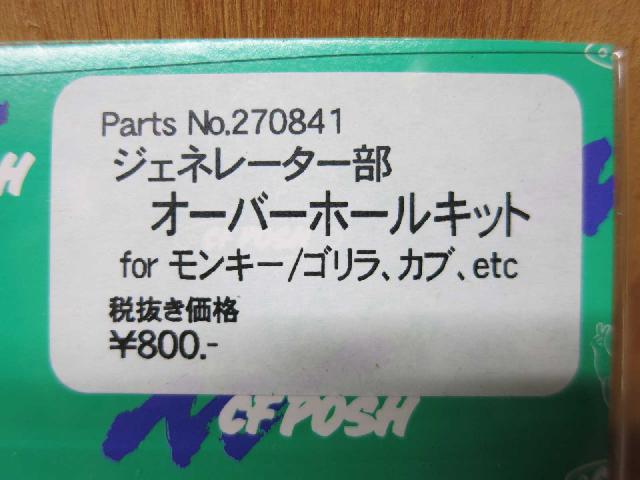 Parts No.270841
ジェネレーター部
オーバーホールキット
for モンキー/ゴリラ、カブ、etc
税抜き価格
¥800.-
CF POSH
SH